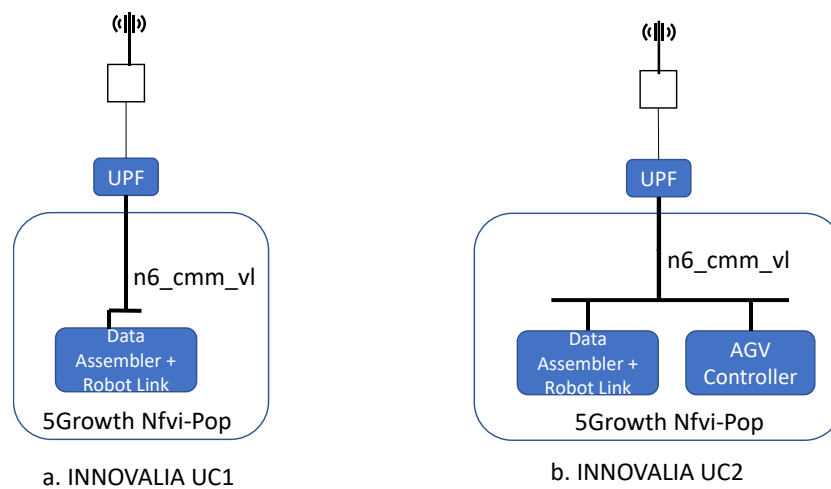 UPF
n6_cmm_vl
Data
Assembler +
Robot Link
5Growth Nfvi-Pop
a. INNOVALIA UC1
UPF
n6_cmm_vl
Data
Assembler +
Robot Link
AGV
Controller
5Growth Nfvi-Pop
b. INNOVALIA UC2